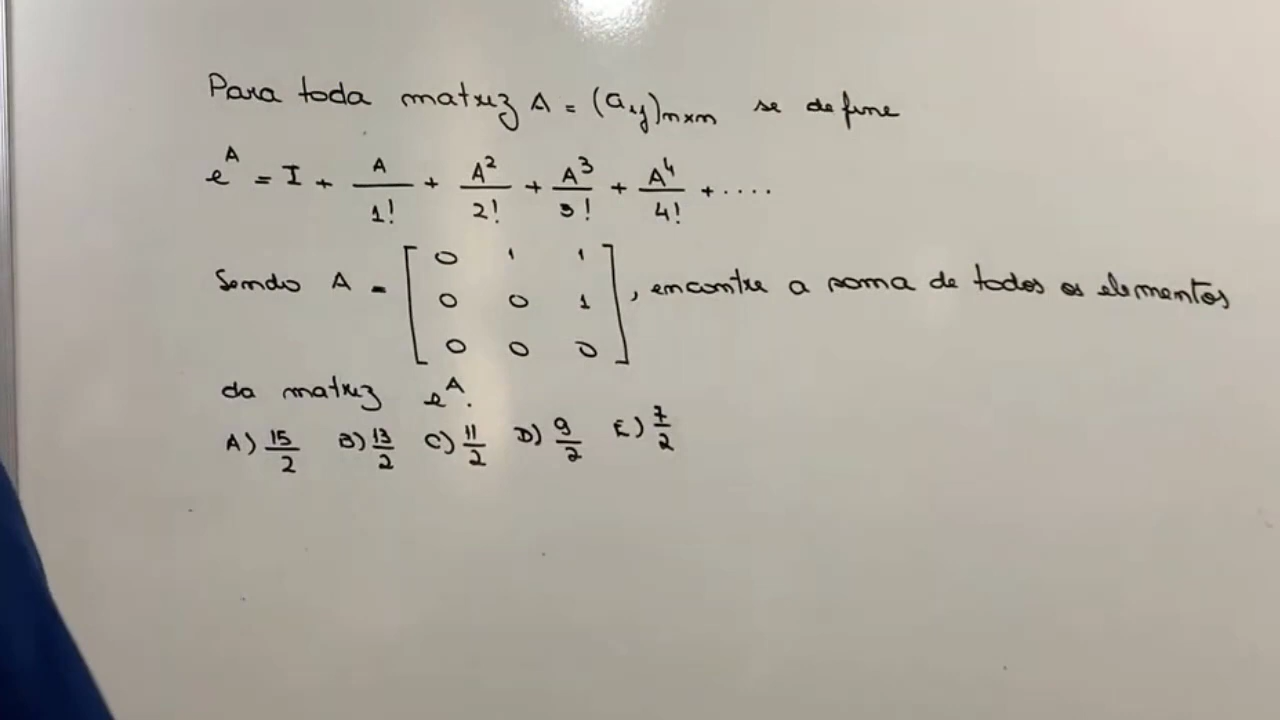 Para toda matriz A = (aij)n×n se define
e^A = I + A/1! + A²/2! + A³/3! + A⁴/4! + ....
Sendo A = [0 1 1; 0 0 1; 0 0 0], encontre a soma de todos os elementos
da matriz e^A.
A) 15/2 B) 13/2 C) 11/2 D) 9/2 E) 7/2